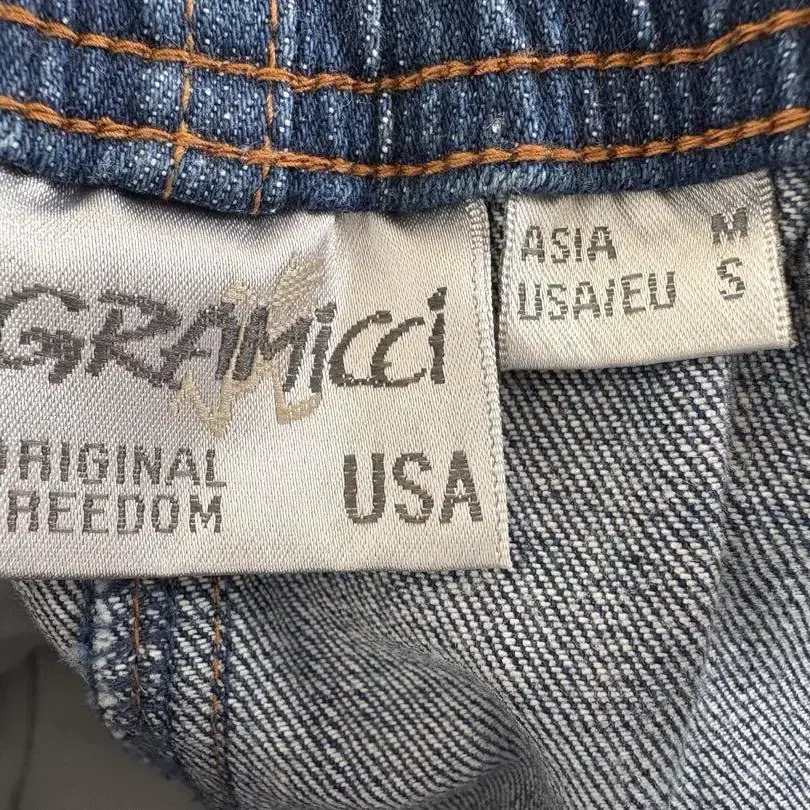 GRAMiCCi
ORIGINAL
FREEDOM
USA
ASIA M
USA/EU S